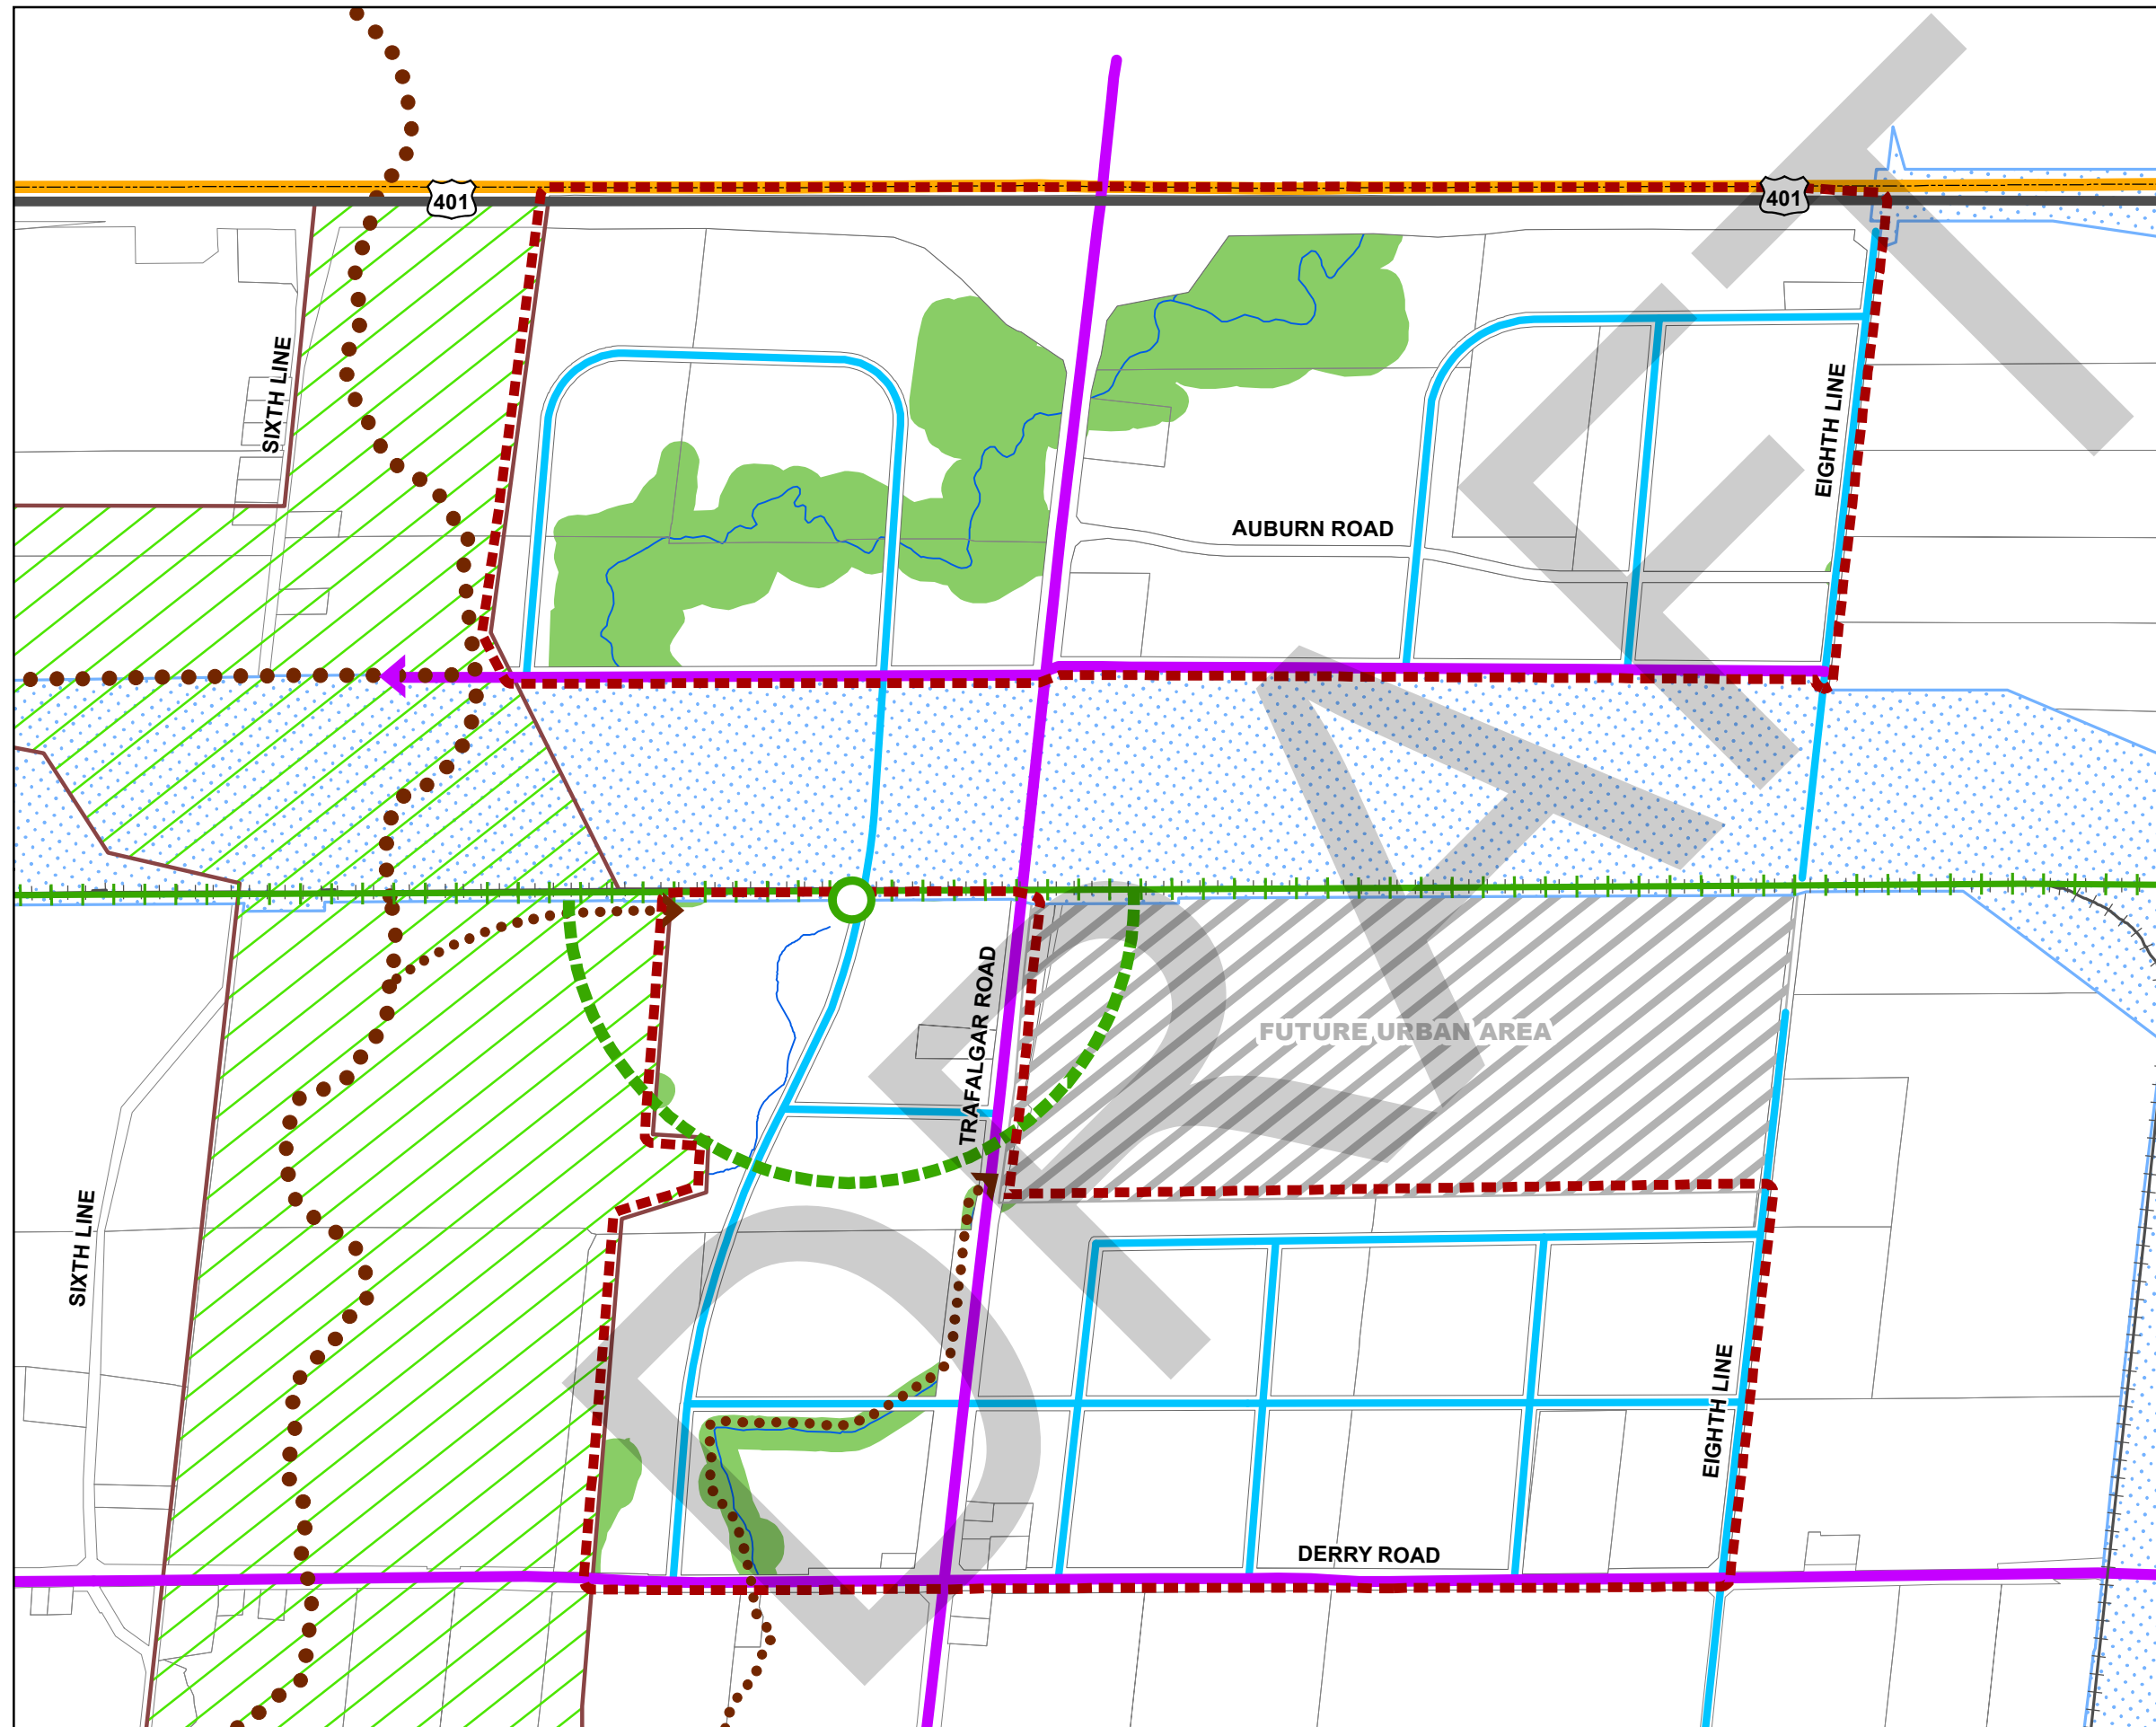 401
401
SIXTH LINE
EIGHTH LINE
AUBURN ROAD
TRAFALGAR ROAD
FUTURE URBAN AREA
SIXTH LINE
EIGHTH LINE
DERRY ROAD
DRAFT